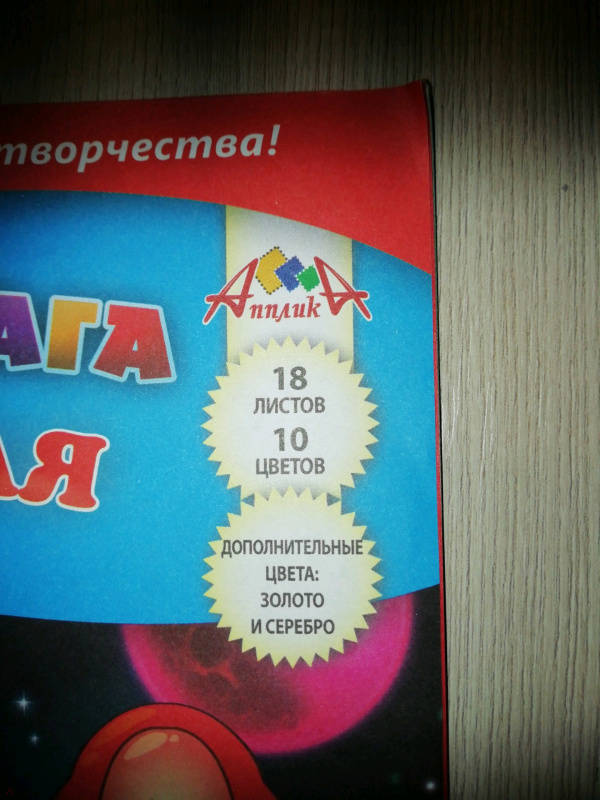 творчества!
АппликА
АГА
АЯ
18
ЛИСТОВ
10
ЦВЕТОВ
ДОПОЛНИТЕЛЬНЫЕ
ЦВЕТА:
ЗОЛОТО
И СЕРЕБРО